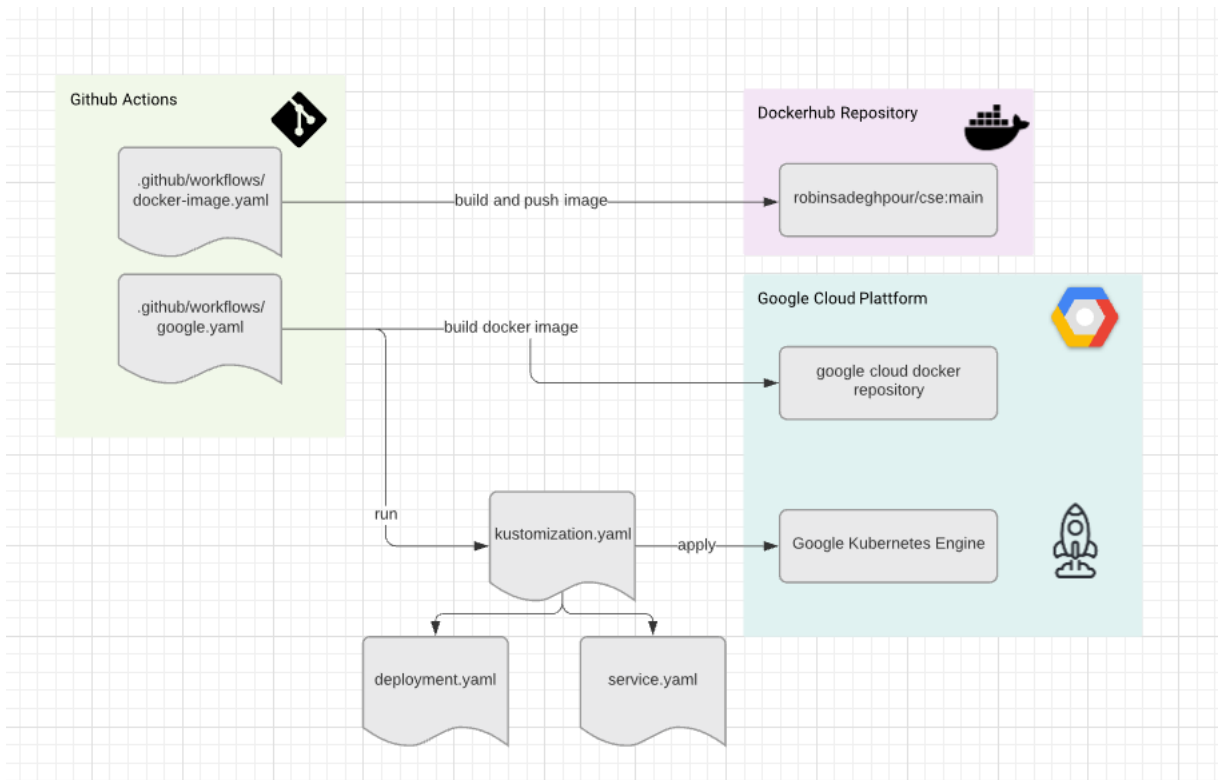 Github Actions
.github/workflows/
docker-image.yaml
build and push image
Dockerhub Repository
robinsadeghpour/cse:main
.github/workflows/
google.yaml
build docker image
Google Cloud Plattform
google cloud docker
repository
run
kustomization.yaml
apply
Google Kubernetes Engine
deployment.yaml
service.yaml